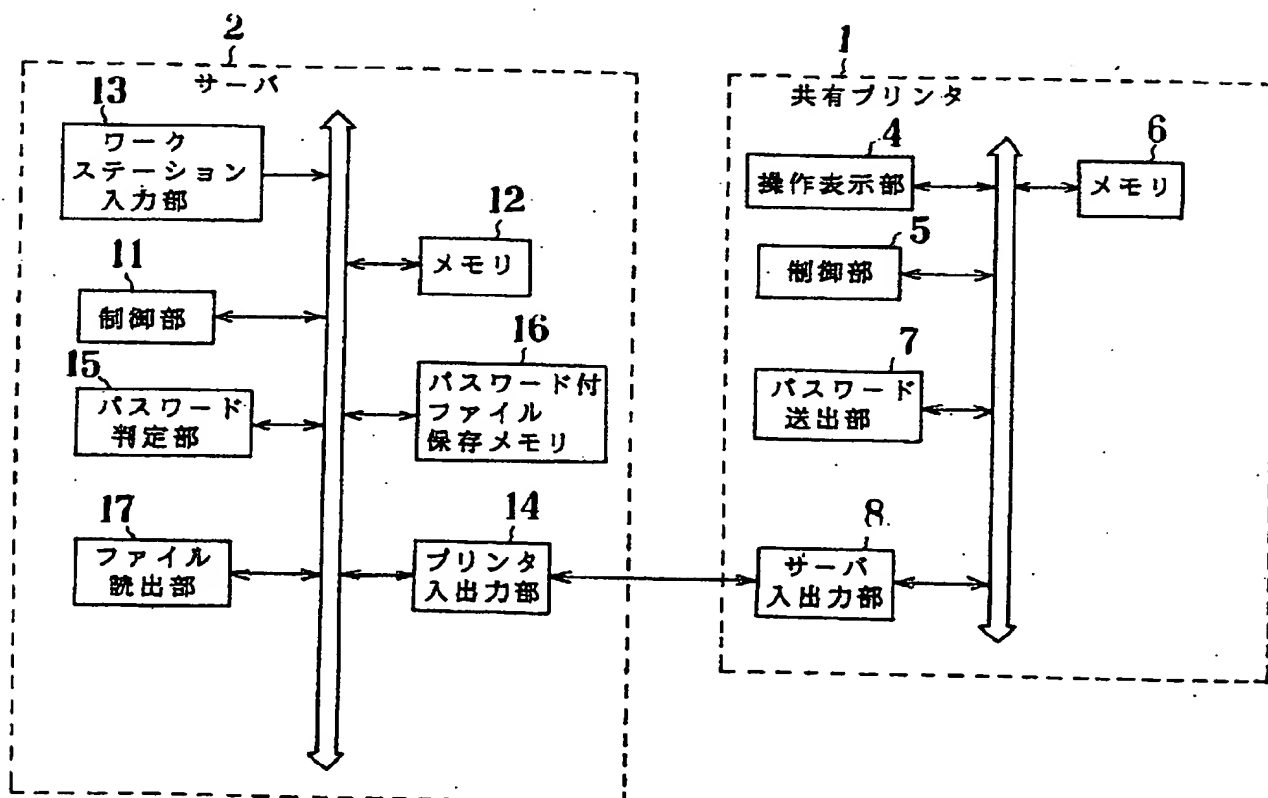 2
サーバ
13
ワーク
ステーション
入力部
12
メモリ
11
制御部
16
パスワード付
ファイル
保存メモリ
15
パスワード
判定部
17
ファイル
読出部
14
プリンタ
入出力部
1
共有プリンタ
4
操作表示部
6
メモリ
5
制御部
7
パスワード
送出部
8
サーバ
入出力部